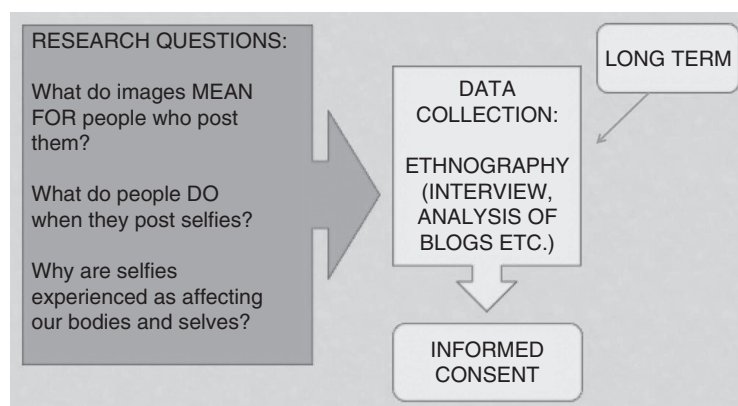 RESEARCH QUESTIONS:
What do images MEAN
FOR people who post
them?
What do people DO
when they post selfies?
Why are selfies
experienced as affecting
our bodies and selves?
DATA
COLLECTION:
ETHNOGRAPHY
(INTERVIEW,
ANALYSIS OF
BLOGS ETC.)
LONG TERM
INFORMED
CONSENT